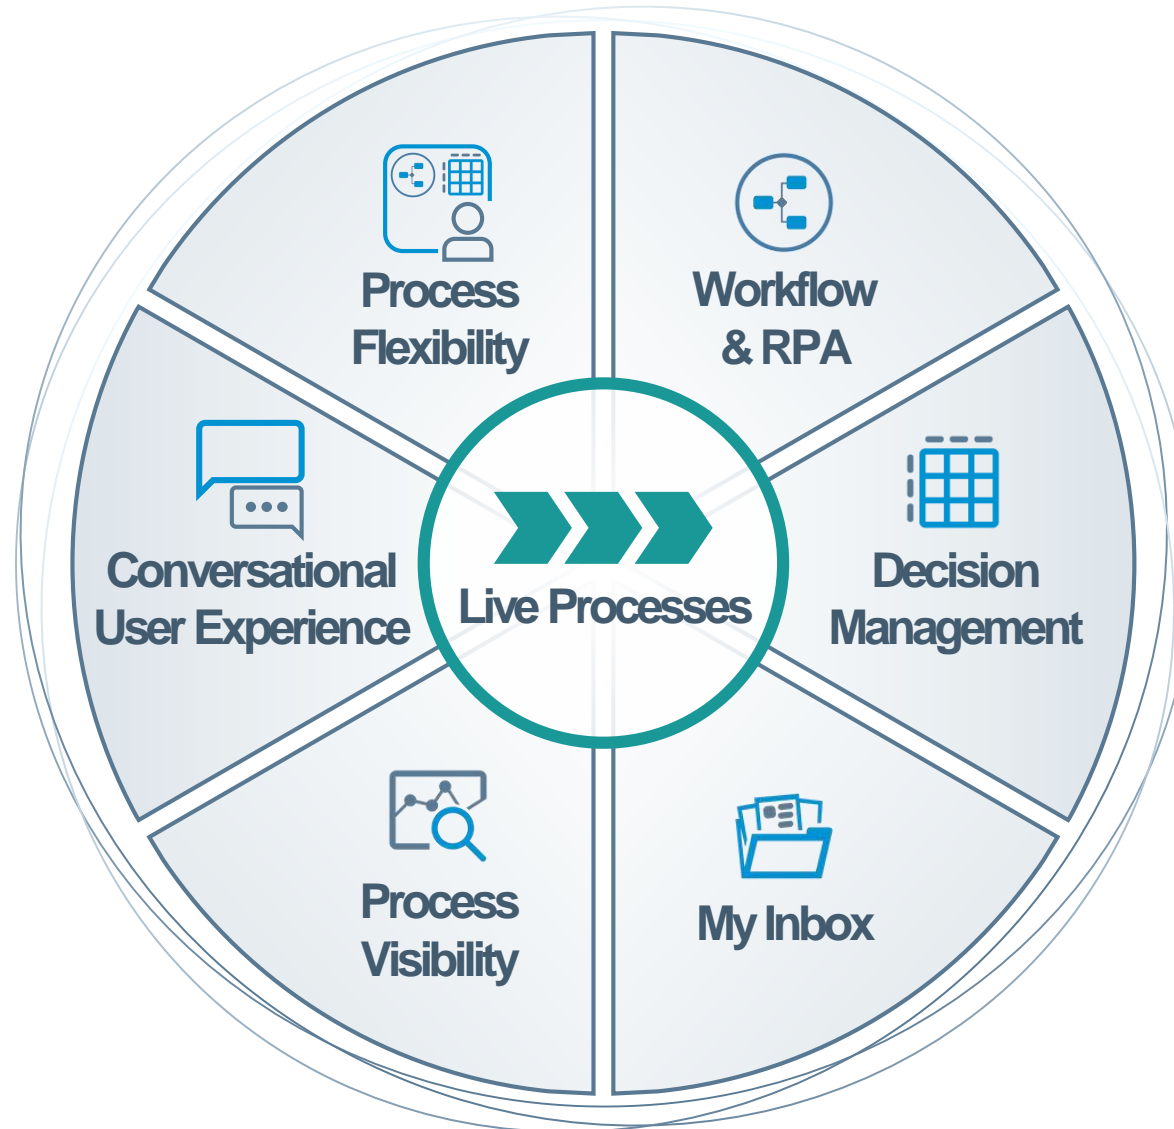 Process
Flexibility
Workflow
& RPA
Conversational
User Experience
Live Processes
Decision
Management
Process
Visibility
My Inbox